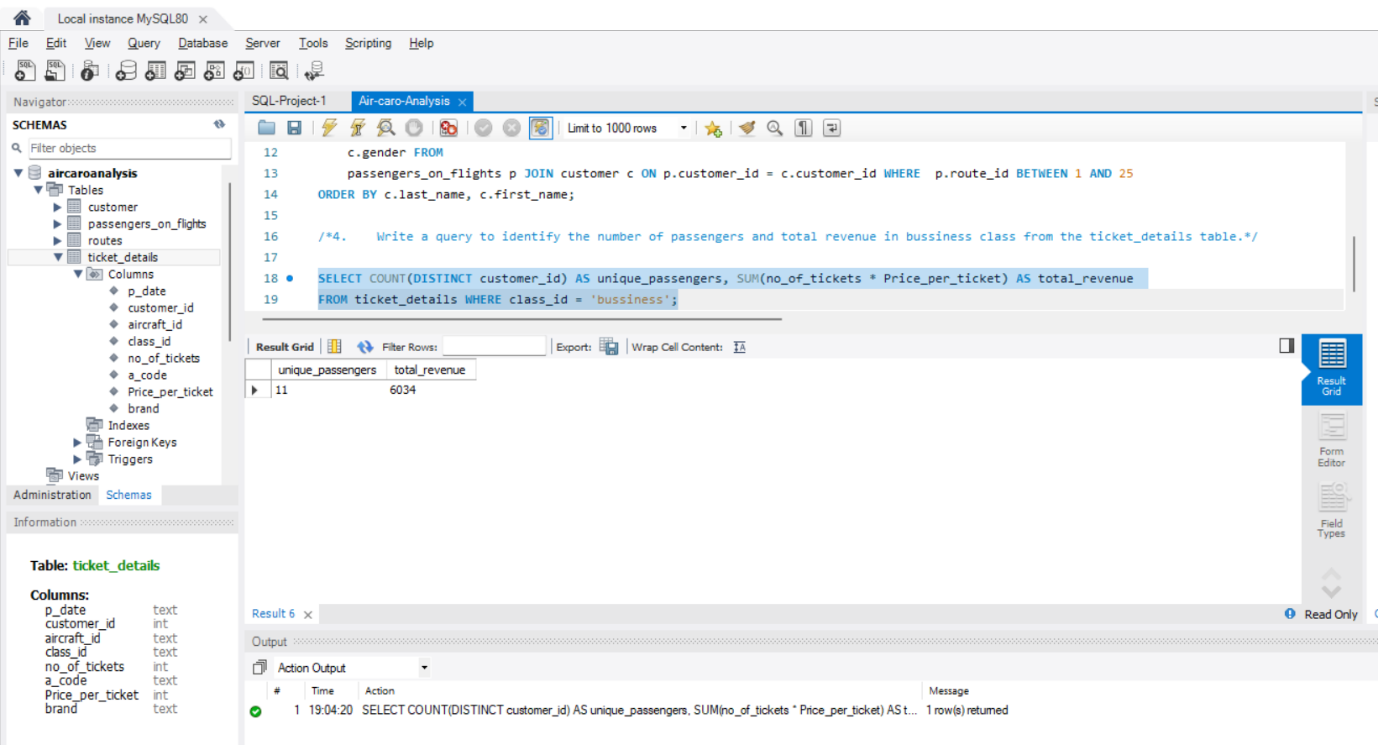 Local instance MySQL80 ×
File Edit View Query Database Server Tools Scripting Help
Navigator
SCHEMAS
Filter objects
aircaroanalysis
Tables
customer
passengers_on_flights
routes
ticket_details
Columns
p_date
customer_id
aircraft_id
class_id
no_of_tickets
a_code
Price_per_ticket
brand
Indexes
Foreign Keys
Triggers
Views
Administration Schemas
Information
Table: ticket_details
Columns:
p_date text
customer_id int
aircraft_id text
class_id text
no_of_tickets int
a_code text
Price_per_ticket int
brand text
SQL-Project-1 Air-caro-Analysis ×
Limit to 1000 rows
12 c.gender FROM
13 passengers_on_flights p JOIN customer c ON p.customer_id = c.customer_id WHERE p.route_id BETWEEN 1 AND 25
14 ORDER BY c.last_name, c.first_name;
15
16 /*4. Write a query to identify the number of passengers and total revenue in bussiness class from the ticket_details table.*/
17
18 SELECT COUNT(DISTINCT customer_id) AS unique_passengers, SUM(no_of_tickets * Price_per_ticket) AS total_revenue
19 FROM ticket_details WHERE class_id = 'bussiness';
Result Grid Filter Rows: Export: Wrap Cell Content: IA
unique_passengers total_revenue
11 6034
Result Grid
Form Editor
Field Types
Result 6 × Read Only
Output
Action Output
# Time Action Message
1 19:04:20 SELECT COUNT(DISTINCT customer_id) AS unique_passengers, SUM(no_of_tickets * Price_per_ticket) AS t... 1 row(s) returned